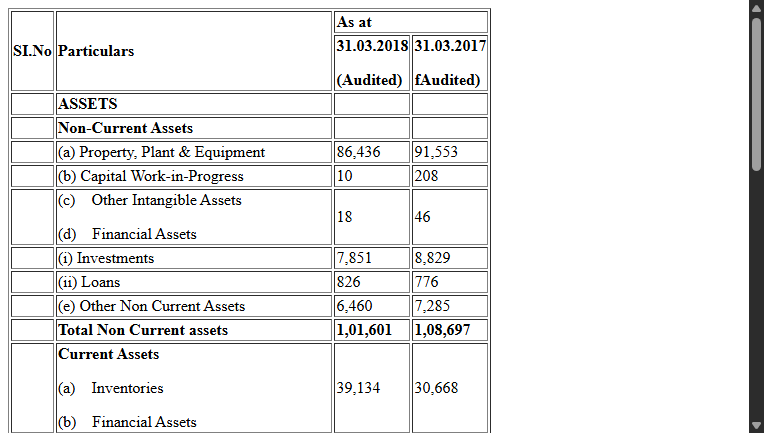 SI.No Particulars As at
31.03.2018 31.03.2017
(Audited) fAudited)
ASSETS
Non-Current Assets
(a) Property, Plant & Equipment 86,436 91,553
(b) Capital Work-in-Progress 10 208
(c) Other Intangible Assets
18 46
(d) Financial Assets
(i) Investments 7,851 8,829
(ii) Loans 826 776
(e) Other Non Current Assets 6,460 7,285
Total Non Current assets 1,01,601 1,08,697
Current Assets
(a) Inventories 39,134 30,668
(b) Financial Assets